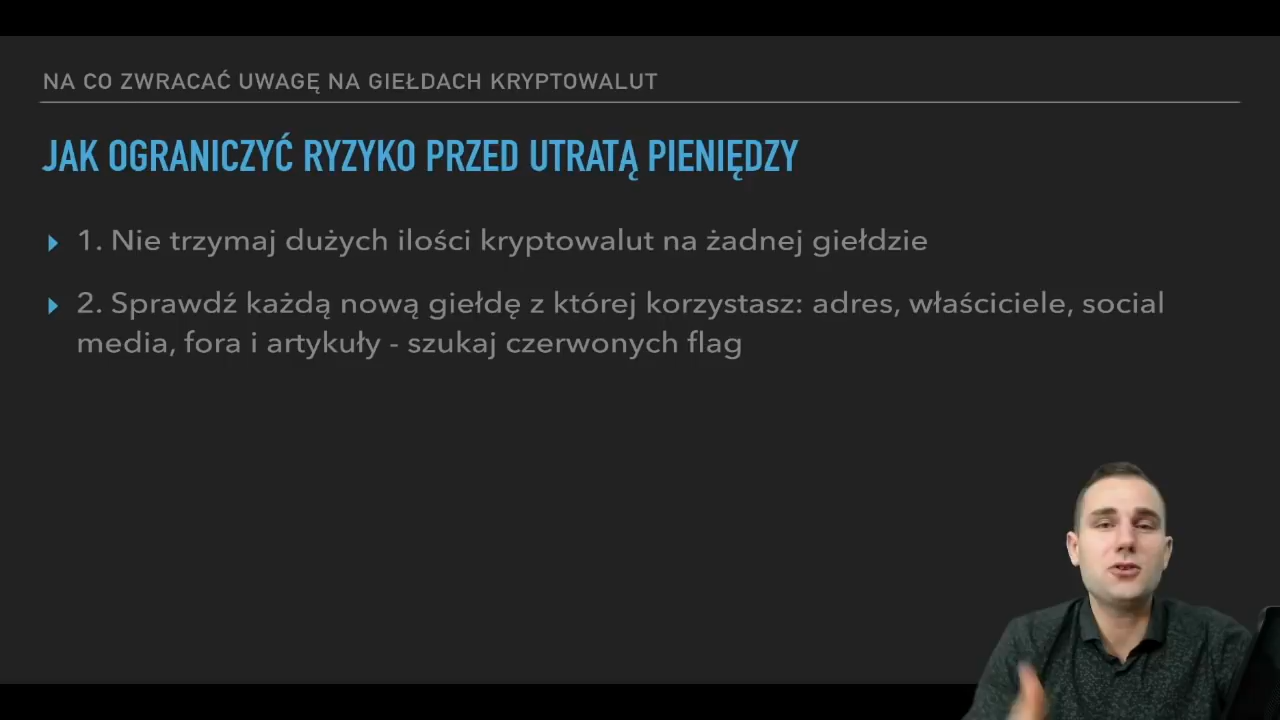 NA CO ZWRACAĆ UWAGĘ NA GIEŁDACH KRYPTOWALUT
JAK OGRANICZYĆ RYZYKO PRZED UTRATĄ PIENIĘDZY
1. Nie trzymaj dużych ilości kryptowalut na żadnej giełdzie
2. Sprawdź każdą nową giełdę z której korzystasz: adres, właściciele, social
media, fora i artykuły - szukaj czerwonych flag